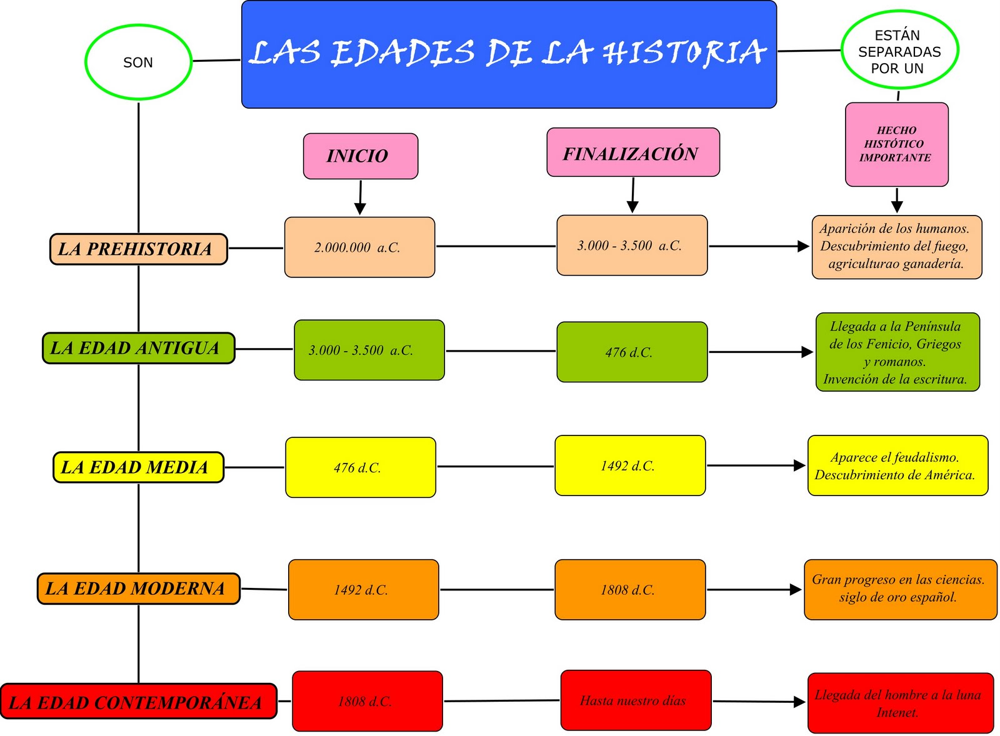 LAS EDADES DE LA HISTORIA
SON
ESTÁN
SEPARADAS
POR UN
INICIO
FINALIZACIÓN
HECHO
HISTÓTICO
IMPORTANTE
LA PREHISTORIA
2.000.000 a.C.
3.000 - 3.500 a.C.
Aparición de los humanos.
Descubrimiento del fuego,
agriculturao ganadería.
LA EDAD ANTIGUA
3.000 - 3.500 a.C.
476 d.C.
Llegada a la Península
de los Fenicio, Griegos
y romanos.
Invención de la escritura.
LA EDAD MEDIA
476 d.C.
1492 d.C.
Aparece el feudalismo.
Descubrimiento de América.
LA EDAD MODERNA
1492 d.C.
1808 d.C.
Gran progreso en las ciencias.
siglo de oro español.
LA EDAD CONTEMPORÁNEA
1808 d.C.
Hasta nuestro días
Llegada del hombre a la luna
Intenet.